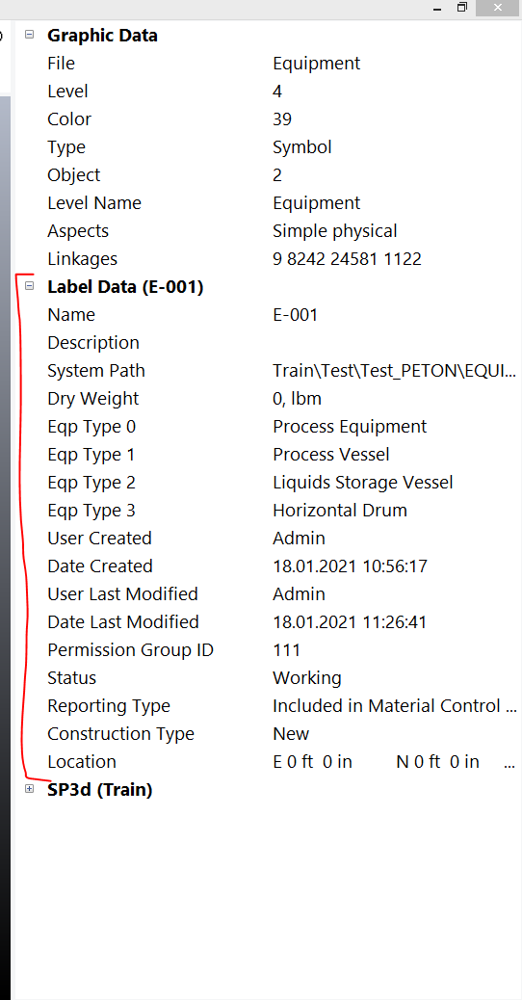 Graphic Data
File Equipment
Level 4
Color 39
Type Symbol
Object 2
Level Name Equipment
Aspects Simple physical
Linkages 9 8242 24581 1122
Label Data (E-001)
Name E-001
Description
System Path Train\Test\Test_PETON\EQUI...
Dry Weight 0, lbm
Eqp Type 0 Process Equipment
Eqp Type 1 Process Vessel
Eqp Type 2 Liquids Storage Vessel
Eqp Type 3 Horizontal Drum
User Created Admin
Date Created 18.01.2021 10:56:17
User Last Modified Admin
Date Last Modified 18.01.2021 11:26:41
Permission Group ID 111
Status Working
Reporting Type Included in Material Control ...
Construction Type New
Location E 0 ft 0 in N 0 ft 0 in ...
SP3d (Train)